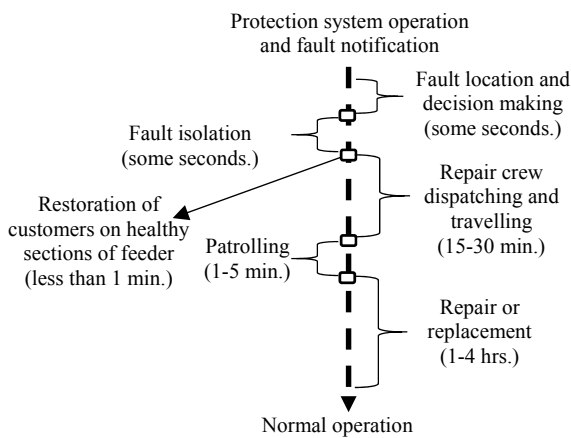 Protection system operation
and fault notification
Fault location and
decision making
(some seconds.)
Fault isolation
(some seconds.)
Restoration of
customers on healthy
sections of feeder
(less than 1 min.)
Repair crew
dispatching and
travelling
(15-30 min.)
Patrolling
(1-5 min.)
Repair or
replacement
(1-4 hrs.)
Normal operation